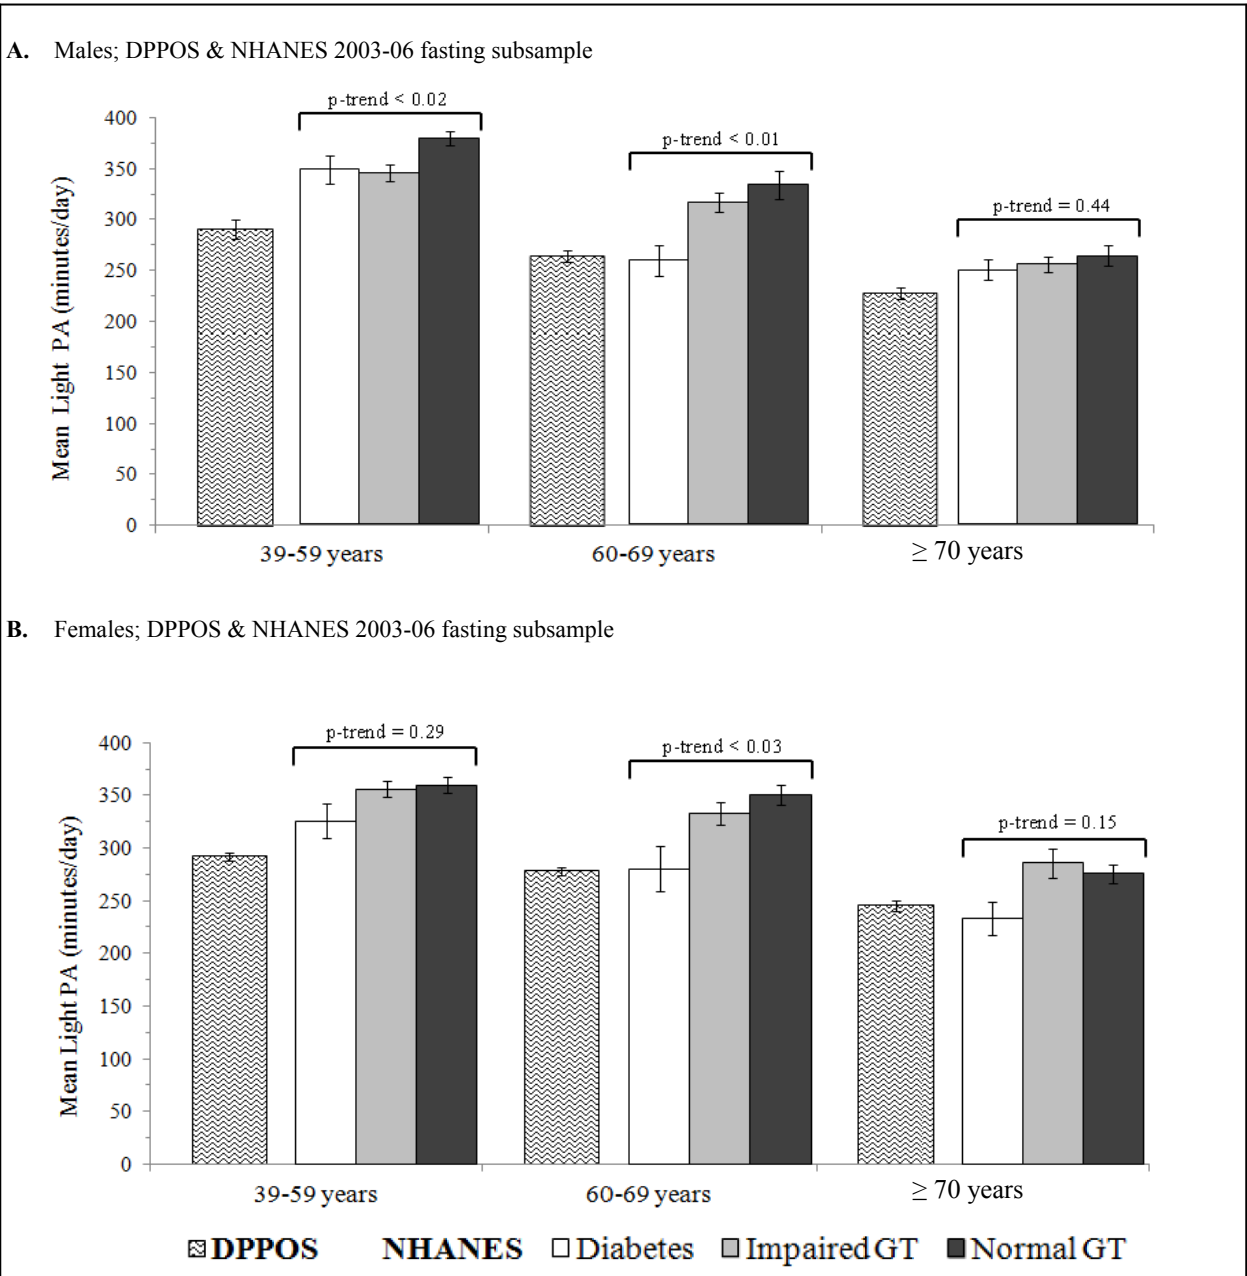 A. Males; DPPOS & NHANES 2003-06 fasting subsample
p-trend < 0.02
p-trend < 0.01
p-trend = 0.44
Mean Light PA (minutes/day)
400
350
300
250
200
150
100
50
0
39-59 years
60-69 years
≥ 70 years
B. Females; DPPOS & NHANES 2003-06 fasting subsample
p-trend = 0.29
p-trend < 0.03
p-trend = 0.15
Mean Light PA (minutes/day)
400
350
300
250
200
150
100
50
0
39-59 years
60-69 years
≥ 70 years
DPPOS NHANES Diabetes Impaired GT Normal GT